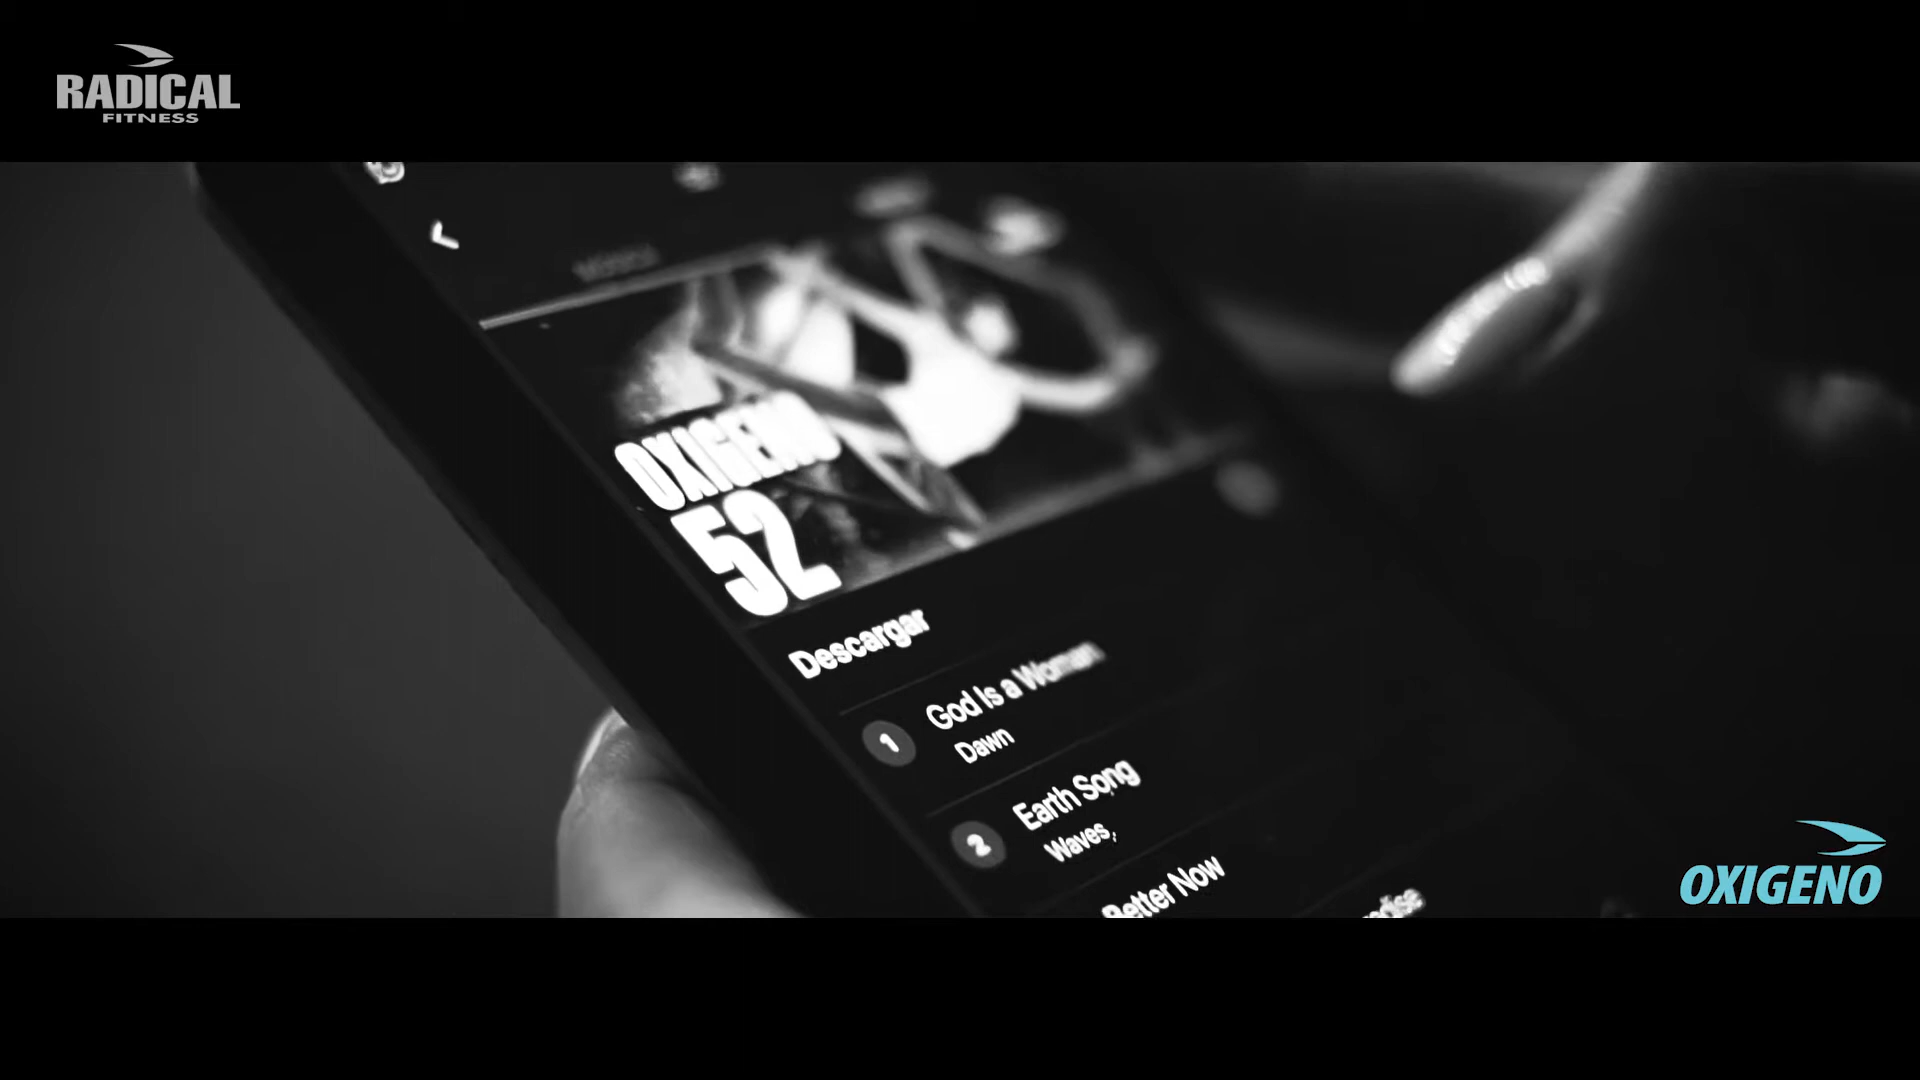 RADICAL
FITNESS
OXIGENO
52
Descargar
1
God Is a Woman
Dawn
2
Earth Song
Waves
Better Now
OXIGENO